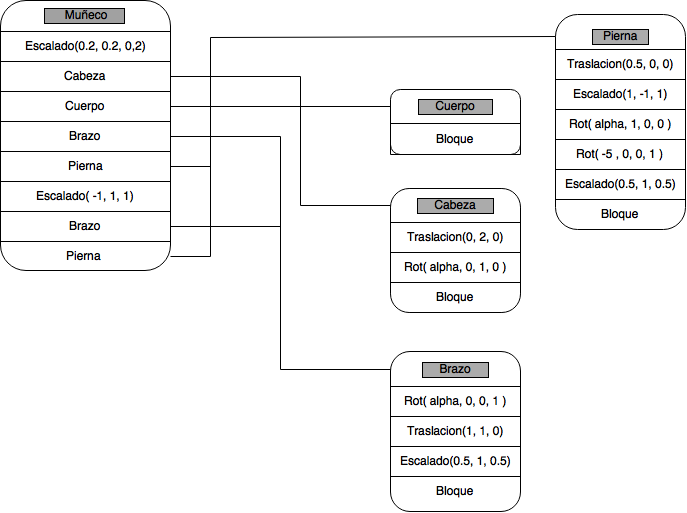 Muñeco
Escalado(0.2, 0.2, 0,2)
Cabeza
Cuerpo
Brazo
Pierna
Escalado( -1, 1, 1)
Brazo
Pierna
Cuerpo
Bloque
Cabeza
Traslacion(0, 2, 0)
Rot( alpha, 0, 1, 0 )
Bloque
Brazo
Rot( alpha, 0, 0, 1 )
Traslacion(1, 1, 0)
Escalado(0.5, 1, 0.5)
Bloque
Pierna
Traslacion(0.5, 0, 0)
Escalado(1, -1, 1)
Rot( alpha, 1, 0, 0 )
Rot( -5 , 0, 0, 1 )
Escalado(0.5, 1, 0.5)
Bloque